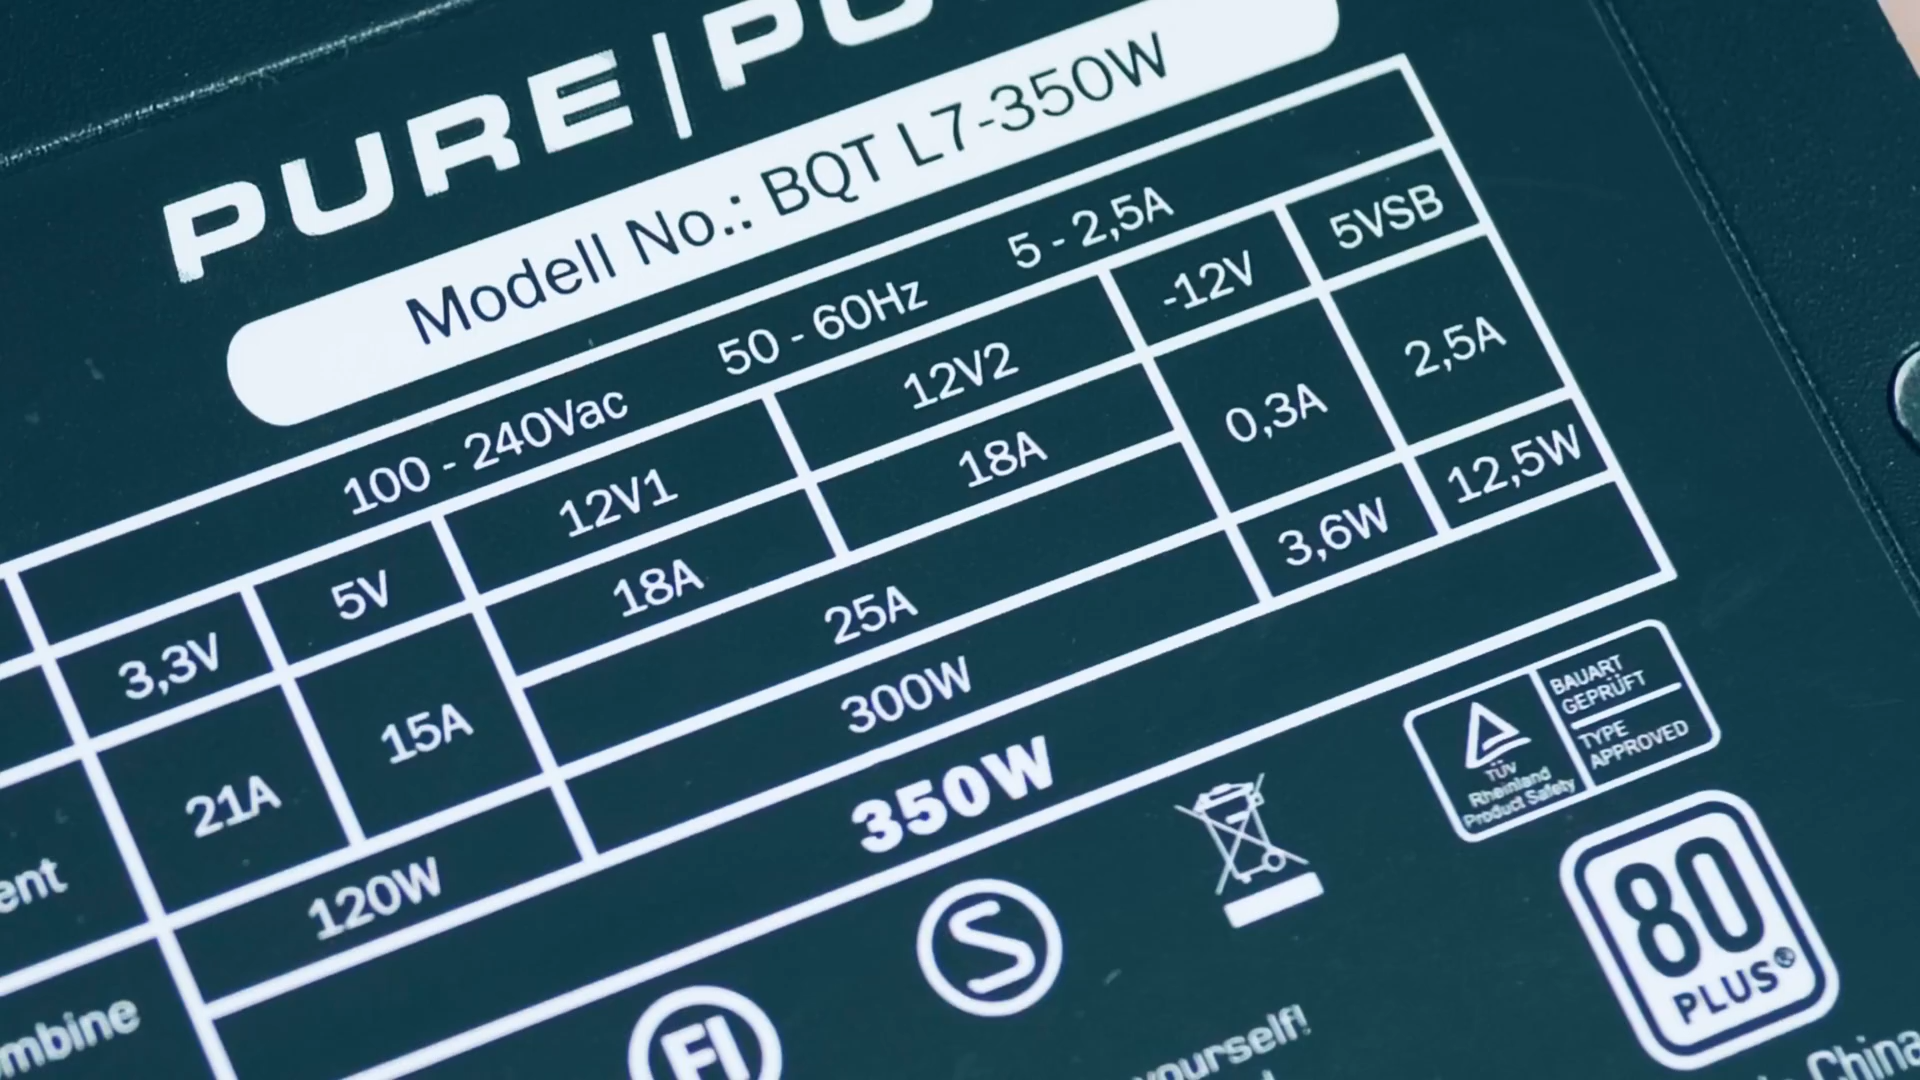 PURE|PO
Modell No.: BQT L7-350W
100 - 240Vac 50 - 60Hz 5 - 2,5A
3,3V 5V 12V1 12V2 -12V 5VSB
21A 15A 18A 18A 0,3A 2,5A
25A
120W 300W 3,6W 12,5W
350W
ent
mbine
TÜV
Rheinland
Product Safety
BAUART
GEPRÜFT
TYPE
APPROVED
80
PLUS
FI
S
yourself!
China